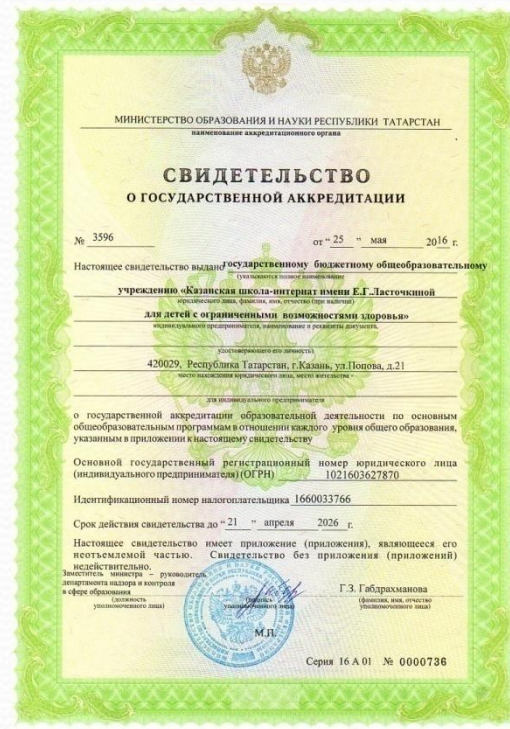 МИНИСТЕРСТВО ОБРАЗОВАНИЯ И НАУКИ РЕСПУБЛИКИ ТАТАРСТАН
наименование аккредитационного органа
СВИДЕТЕЛЬСТВО
О ГОСУДАРСТВЕННОЙ АККРЕДИТАЦИИ
№ 3596 от “ 25 ” мая 2016 г.
Настоящее свидетельство выдано государственному бюджетному общеобразовательному
(указываются полное наименование
учреждению «Казанская школа-интернат имени Е.Г.Ласточкиной
юридического лица, фамилия, имя, отчество (при наличии)
для детей с ограниченными возможностями здоровья»
индивидуального предпринимателя, наименование и реквизиты документа,
удостоверяющего его личность)
420029, Республика Татарстан, г.Казань, ул.Попова, д.21
место нахождения юридического лица, место жительства -
для индивидуального предпринимателя
о государственной аккредитации образовательной деятельности по основным
общеобразовательным программам в отношении каждого уровня общего образования,
указанным в приложении к настоящему свидетельству
Основной государственный регистрационный номер юридического лица
(индивидуального предпринимателя) (ОГРН) 1021603627870
Идентификационный номер налогоплательщика 1660033766
Срок действия свидетельства до “ 21 ” апреля 2026 г.
Настоящее свидетельство имеет приложение (приложения), являющееся его
неотъемлемой частью. Свидетельство без приложения (приложений)
недействительно.
Заместитель министра – руководитель
департамента надзора и контроля
в сфере образования Г.З. Габдрахманова
(должность (подпись (фамилия, имя, отчество
уполномоченного лица) уполномоченного лица) уполномоченного лица)
М.П.
Серия 16 А 01 № 0000736